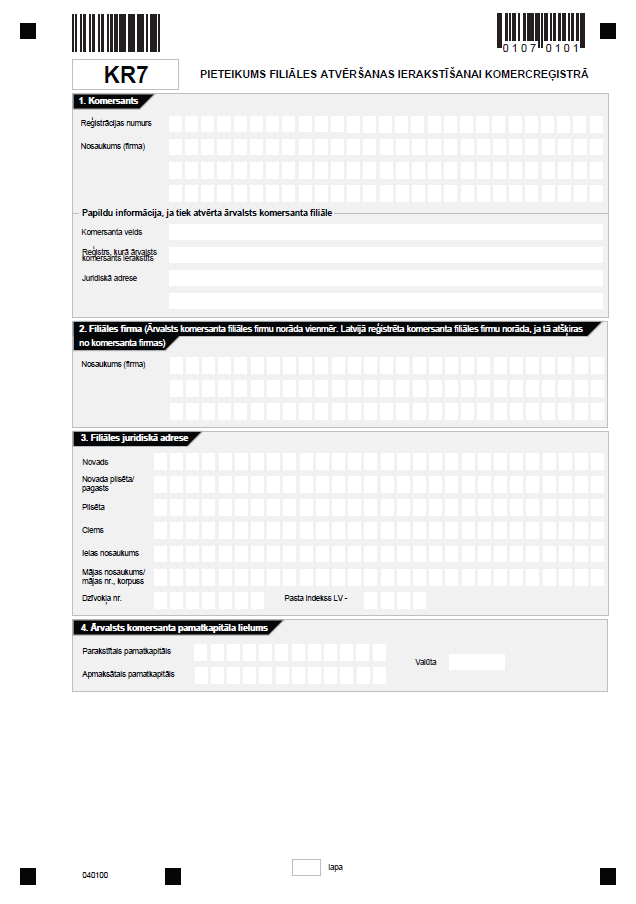 0107 0101
KR7
PIETEIKUMS FILIĀLES ATVĒRŠANAS IERAKSTĪŠANAI KOMERCREĢISTRĀ
1. Komersants
Reģistrācijas numurs
Nosaukums (firma)
Papildu informācija, ja tiek atvērta ārvalsts komersanta filiāle
Komersanta veids
Reģistrs, kurā ārvalsts
komersants ierakstīts
Juridiskā adrese
2. Filiāles firma (Ārvalsts komersanta filiāles firmu norāda vienmēr. Latvijā reģistrēta komersanta filiāles firmu norāda, ja tā atšķiras
no komersanta firmas)
Nosaukums (firma)
3. Filiāles juridiskā adrese
Novads
Novada pilsēta/
pagasts
Pilsēta
Ciems
Ielas nosaukums
Mājas nosaukums/
mājas nr., korpuss
Dzīvokļa nr.
Pasta indekss LV -
4. Ārvalsts komersanta pamatkapitāla lielums
Parakstītais pamatkapitāls
Valūta
Apmaksātais pamatkapitāls
lapa
040100